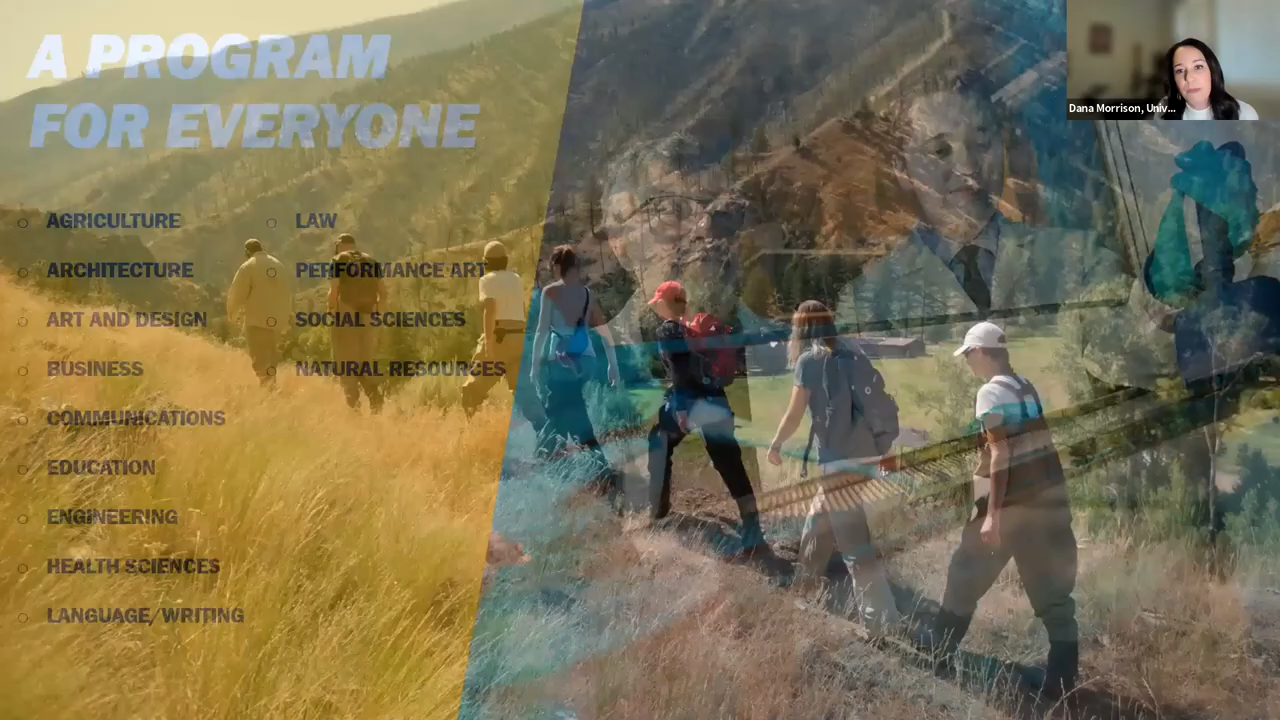 A PROGRAM
FOR EVERYONE
Dana Morrison, Univ...
AGRICULTURE
ARCHITECTURE
ART AND DESIGN
BUSINESS
COMMUNICATIONS
EDUCATION
ENGINEERING
HEALTH SCIENCES
LANGUAGE/WRITING
LAW
PERFORMANCE ART
SOCIAL SCIENCES
NATURAL RESOURCES